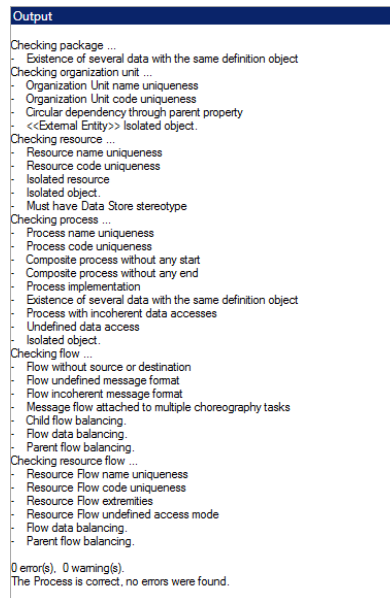 Output
Checking package ...
- Existence of several data with the same definition object
Checking organization unit ...
- Organization Unit name uniqueness
- Organization Unit code uniqueness
- Circular dependency through parent property
- <<External Entity>> Isolated object.
Checking resource ...
- Resource name uniqueness
- Resource code uniqueness
- Isolated resource
- Isolated object.
- Must have Data Store stereotype
Checking process ...
- Process name uniqueness
- Process code uniqueness
- Composite process without any start
- Composite process without any end
- Process implementation
- Existence of several data with the same definition object
- Process with incoherent data accesses
- Undefined data access
- Isolated object.
Checking flow ...
- Flow without source or destination
- Flow undefined message format
- Flow incoherent message format
- Message flow attached to multiple choreography tasks
- Child flow balancing.
- Flow data balancing.
- Parent flow balancing.
Checking resource flow ...
- Resource Flow name uniqueness
- Resource Flow code uniqueness
- Resource Flow extremities
- Resource Flow undefined access mode
- Flow data balancing.
- Parent flow balancing.
0 error(s), 0 warning(s).
The Process is correct, no errors were found.